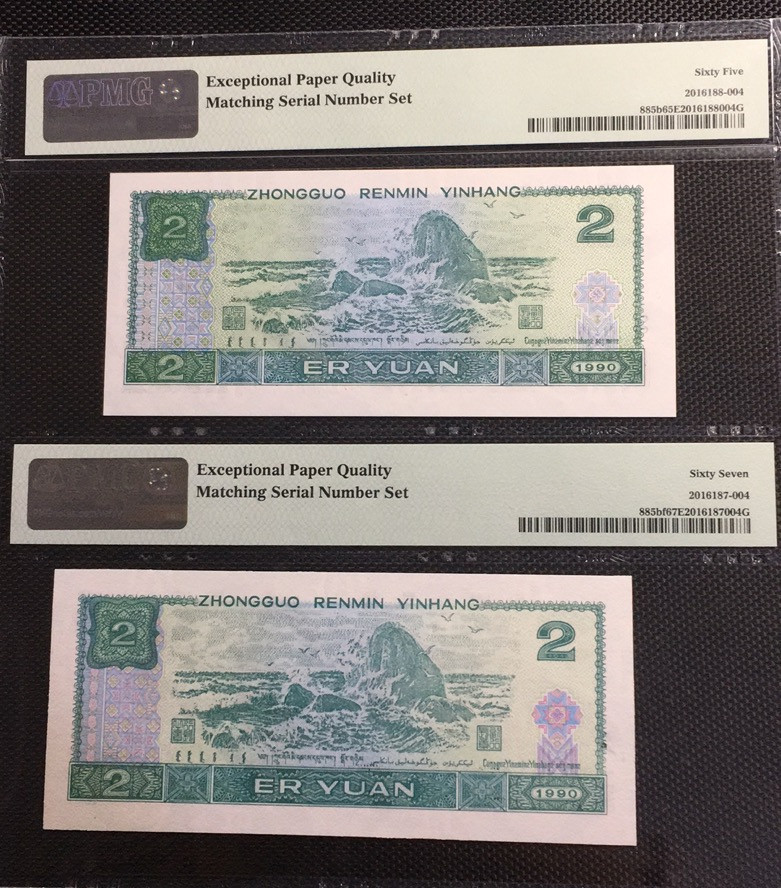 PMG
Exceptional Paper Quality
Matching Serial Number Set
Sixty Five
2016188-004
885b65E2016188004G
ZHONGGUO RENMIN YINHANG
2
2
2
ER YUAN
1990
PMG
Exceptional Paper Quality
Matching Serial Number Set
Sixty Seven
2016187-004
885bf67E2016187004G
ZHONGGUO RENMIN YINHANG
2
2
2
ER YUAN
1990